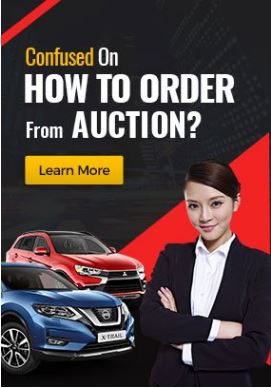 Confused On
HOW TO ORDER
From AUCTION?
Learn More
X-TRAIL